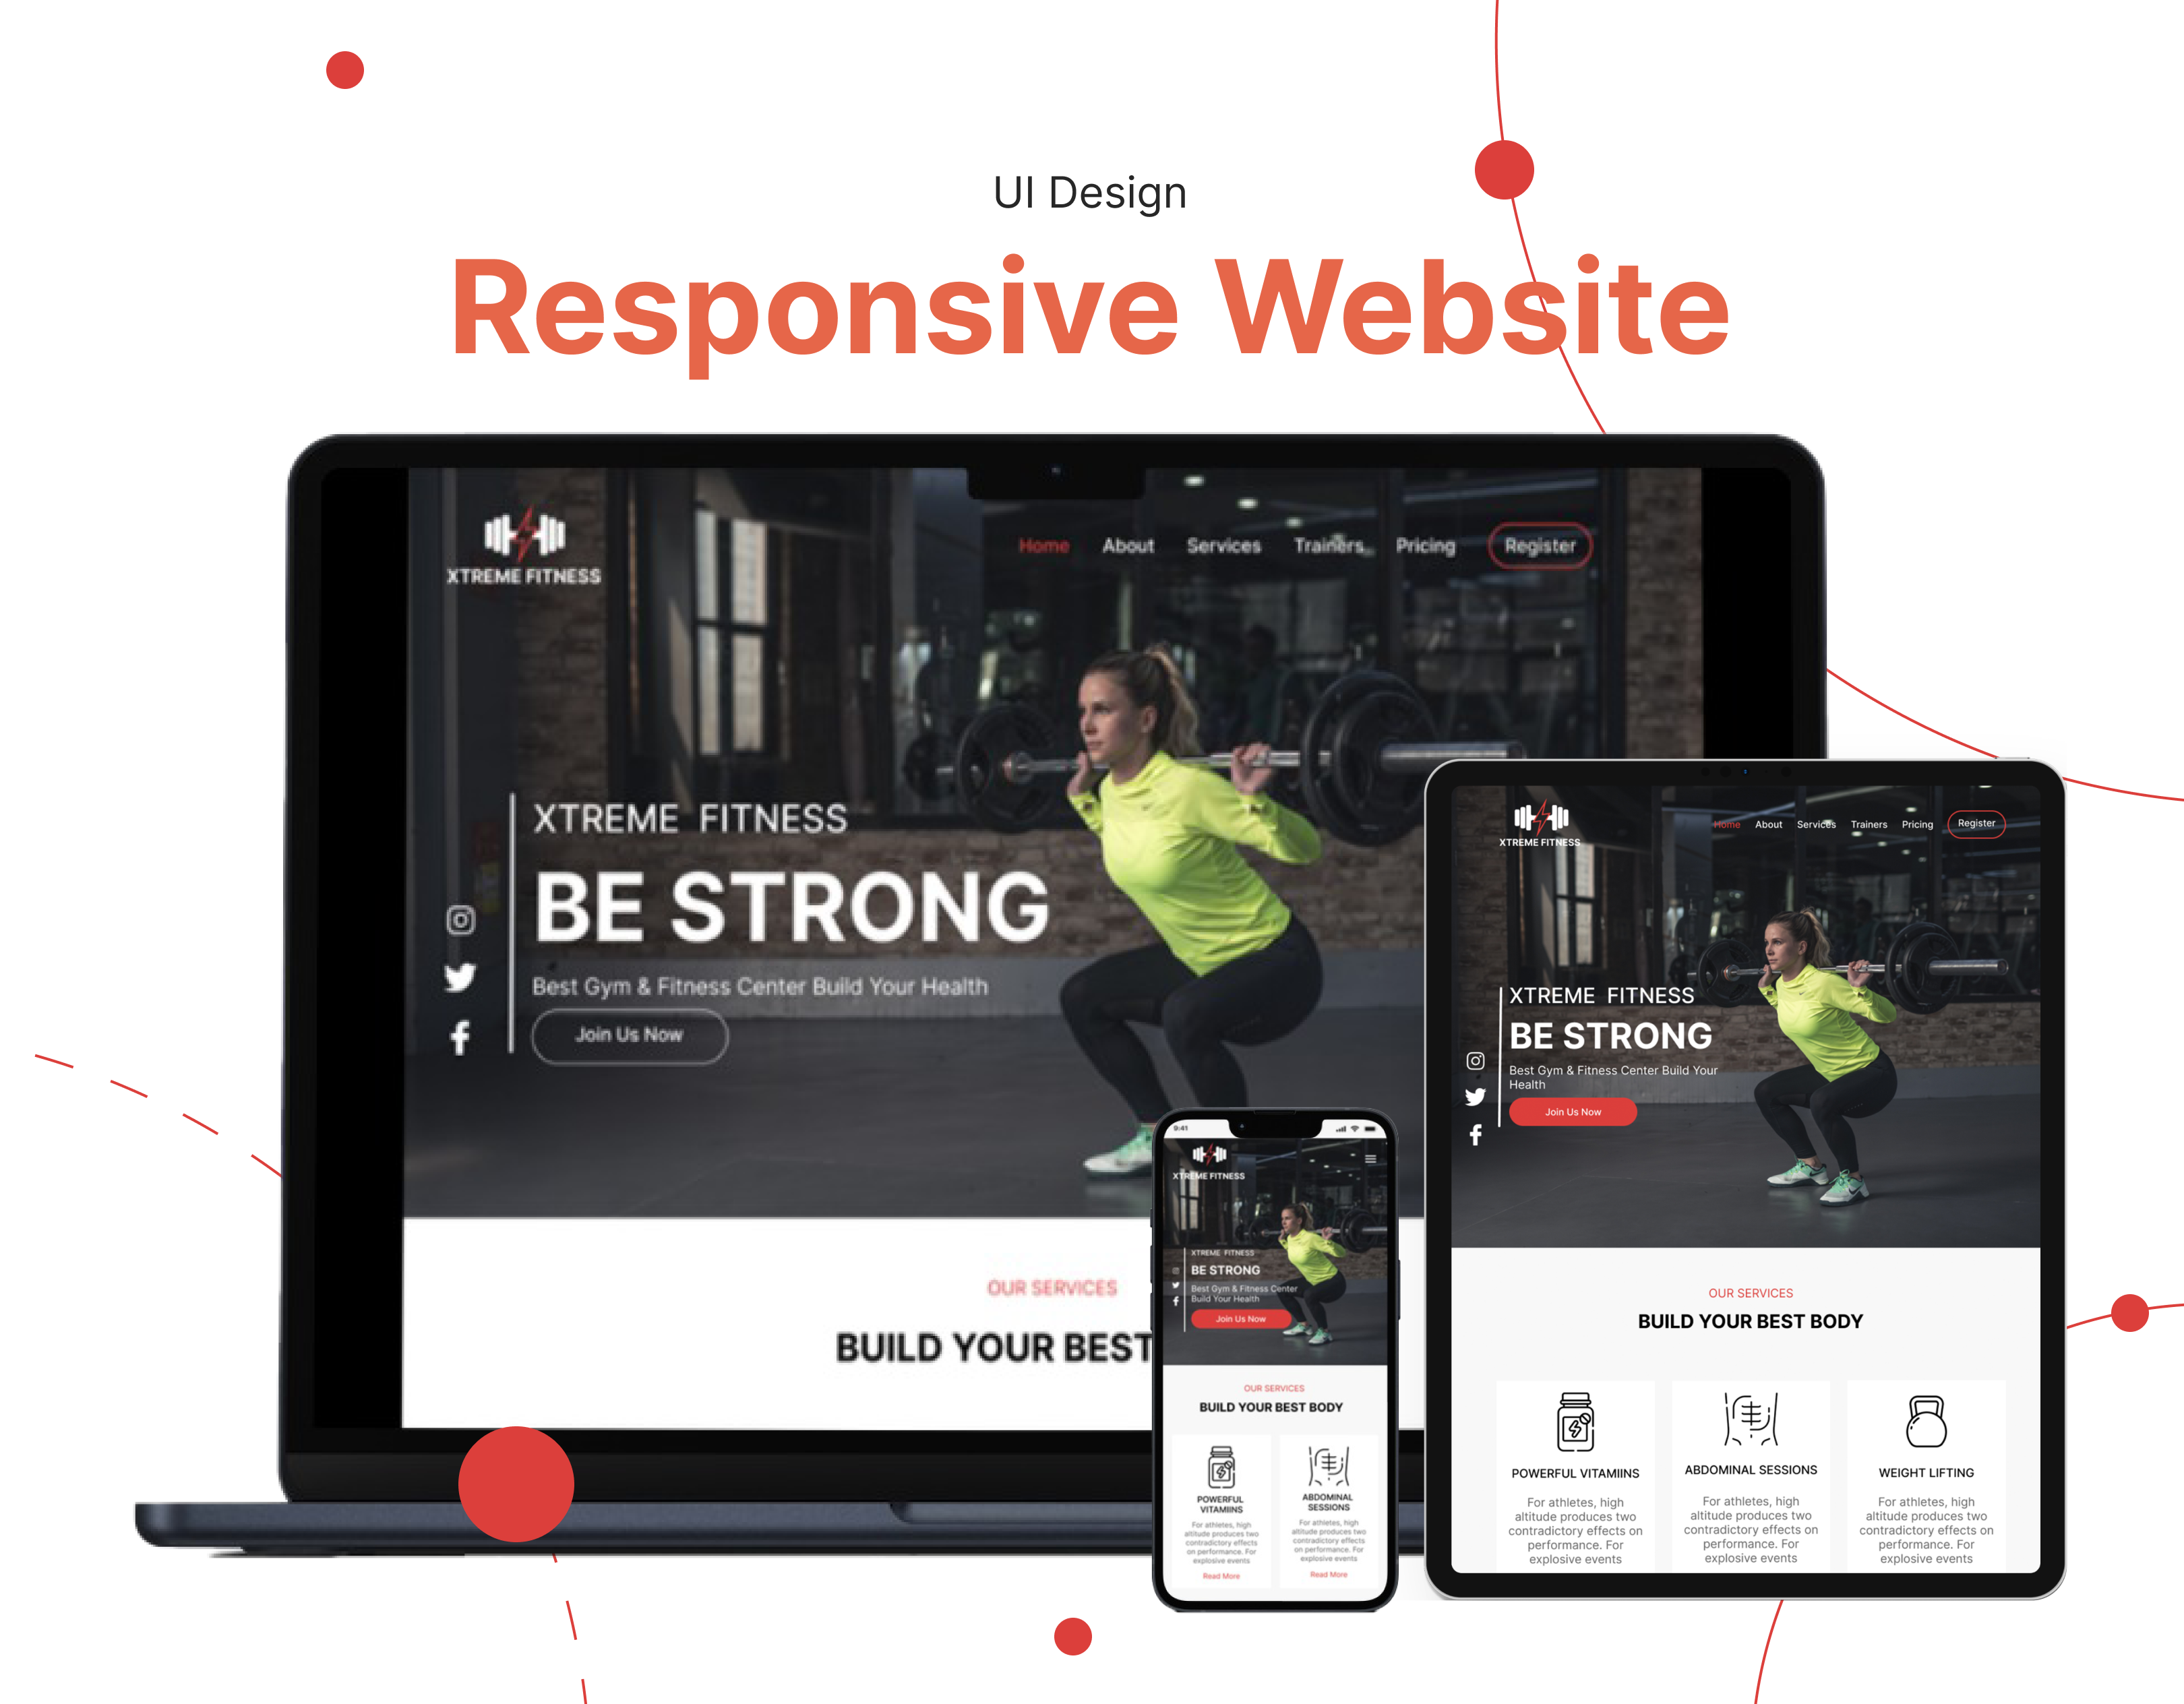 UI Design
Responsive Website
XTREME FITNESS
Home About Services Trainers Pricing Register
XTREME FITNESS
BE STRONG
Best Gym & Fitness Center Build Your Health
Join Us Now
OUR SERVICES
BUILD YOUR BEST
9:41
XTREME FITNESS
XTREME FITNESS
BE STRONG
Best Gym & Fitness Center
Build Your Health
Join Us Now
OUR SERVICES
BUILD YOUR BEST BODY
POWERFUL
VITAMIINS
For athletes, high
altitude produces two
contradictory effects
on performance. For
explosive events
Read More
ABDOMINAL
SESSIONS
For athletes, high
altitude produces two
contradictory effects
on performance. For
explosive events
Read More
XTREME FITNESS
Home About Services Trainers Pricing Register
XTREME FITNESS
BE STRONG
Best Gym & Fitness Center Build Your
Health
Join Us Now
OUR SERVICES
BUILD YOUR BEST BODY
POWERFUL VITAMIINS
For athletes, high
altitude produces two
contradictory effects on
performance. For
explosive events
ABDOMINAL SESSIONS
For athletes, high
altitude produces two
contradictory effects on
performance. For
explosive events
WEIGHT LIFTING
For athletes, high
altitude produces two
contradictory effects on
performance. For
explosive events